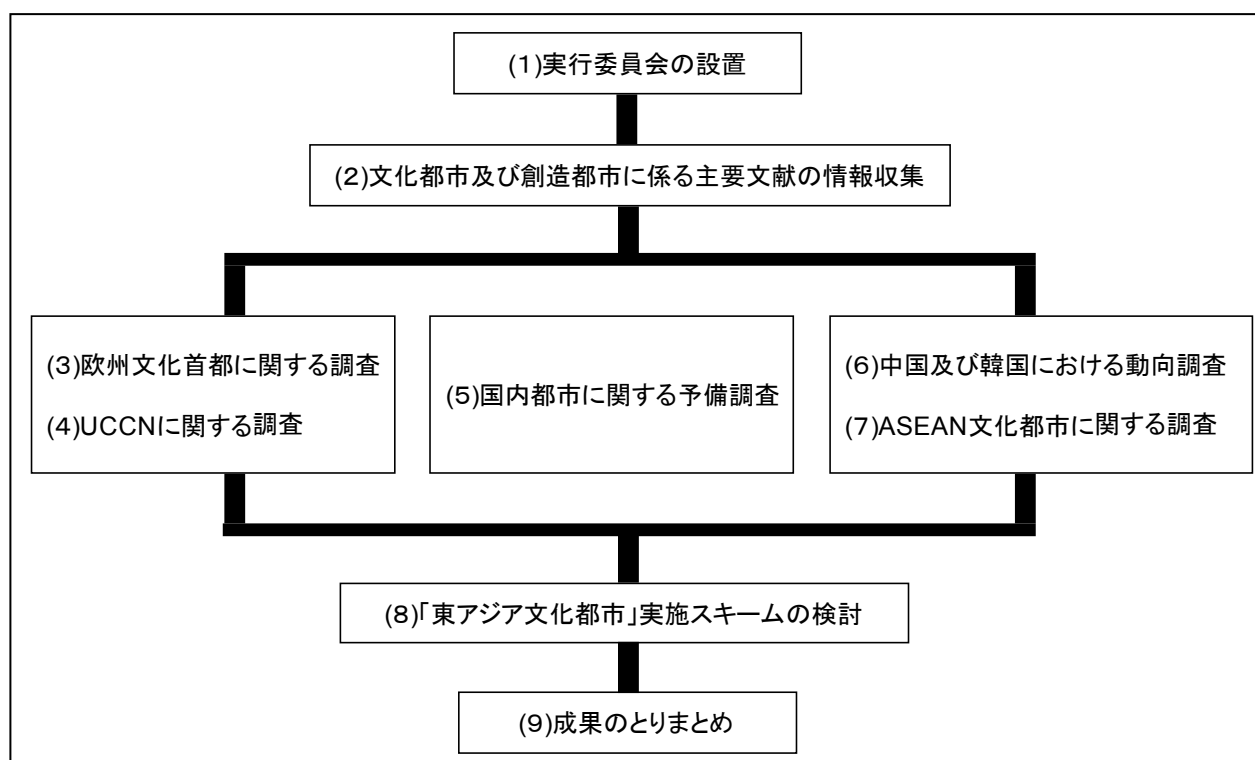 (１)実行委員会の設置
(２)文化都市及び創造都市に係る主要文献の情報収集
(３)欧州文化首都に関する調査
(４)UCCNに関する調査
(５)国内都市に関する予備調査
(６)中国及び韓国における動向調査
(７)ASEAN文化都市に関する調査
(８)「東アジア文化都市」実施スキームの検討
(９)成果のとりまとめ